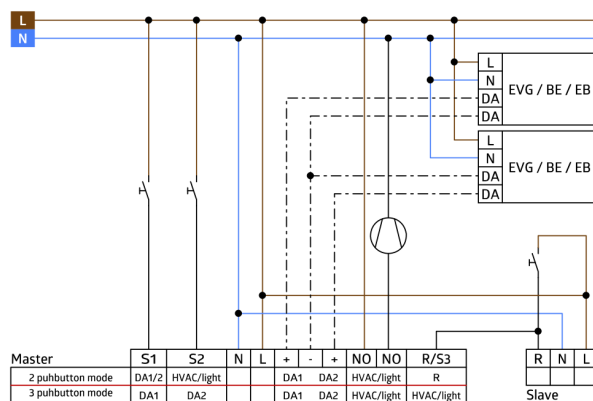 L
N
L
N
DA
DA
EVG / BE / EB
L
N
DA
DA
EVG / BE / EB
Master S1 S2 N L + - + NO NO R/S3
2 puhbutton mode DA1/2 HVAC/light DA1 DA2 HVAC/light R
3 puhbutton mode DA1 DA2 DA1 DA2 HVAC/light HVAC/light
R N L
Slave